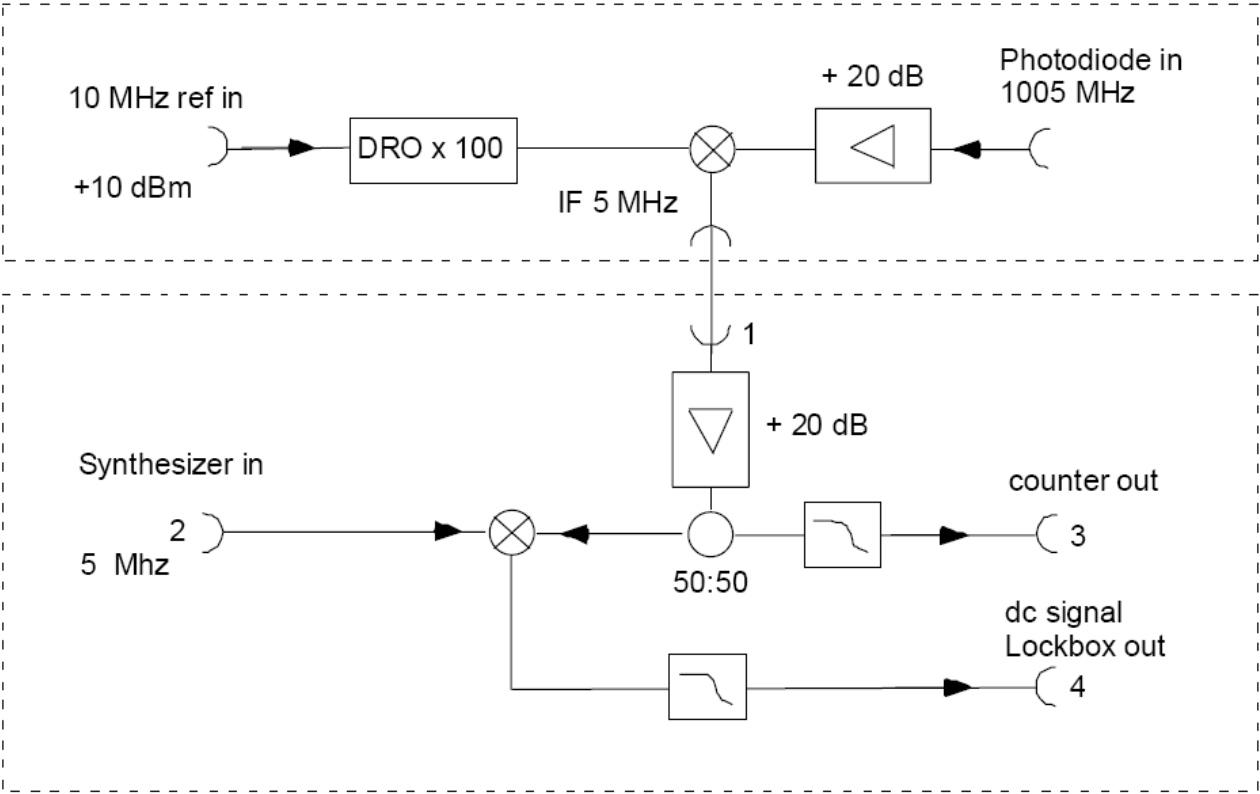 10 MHz ref in
+10 dBm
DRO x 100
+ 20 dB
Photodiode in
1005 MHz
IF 5 MHz
1
+ 20 dB
Synthesizer in
2
5 Mhz
50:50
counter out
3
dc signal
Lockbox out
4